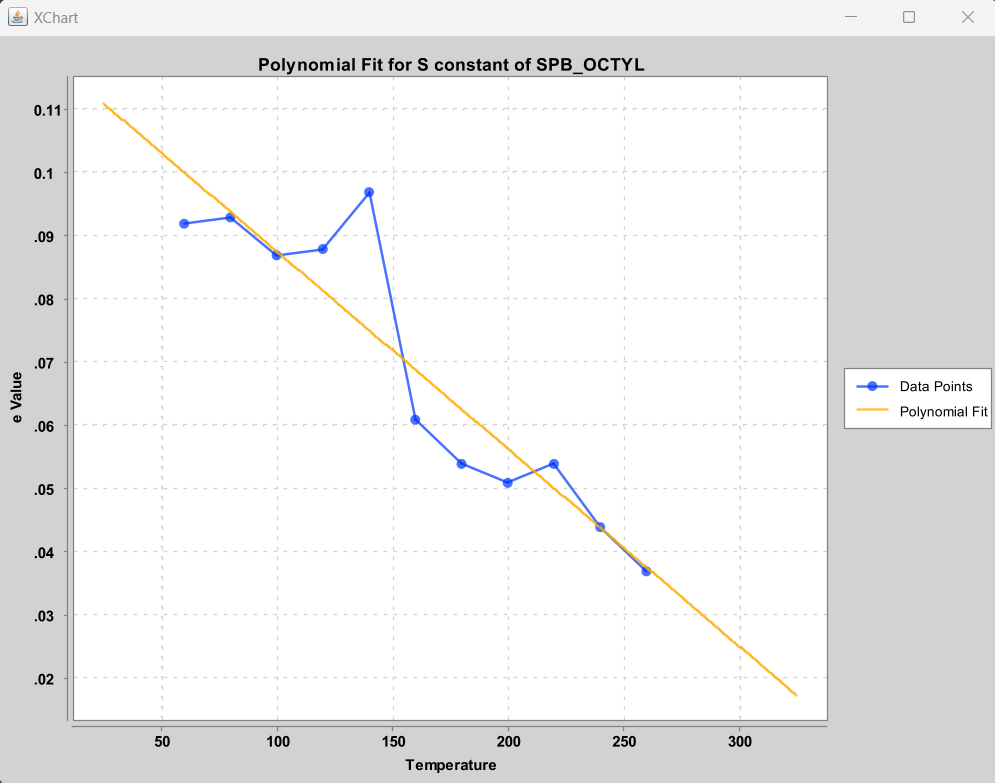 XChart
Polynomial Fit for S constant of SPB_OCTYL
0.11
0.1
.09
.08
.07
.06
.05
.04
.03
.02
e Value
50 100 150 200 250 300
Temperature
Data Points
Polynomial Fit